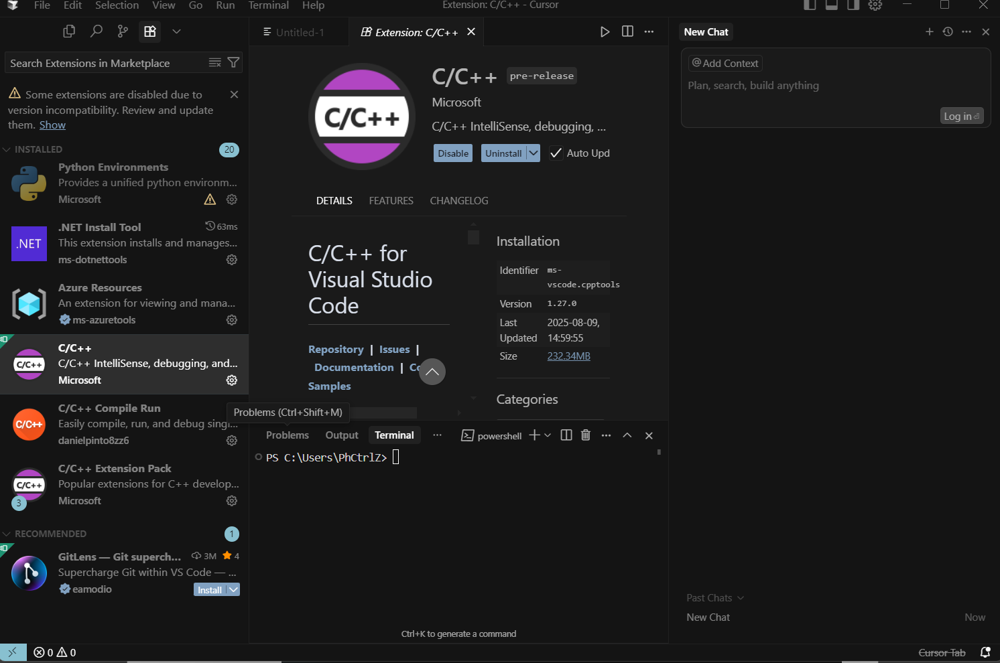 File Edit Selection View Go Run Terminal Help
Extension: C/C++ - Cursor
Search Extensions in Marketplace
Some extensions are disabled due to
version incompatibility. Review and update
them. Show
INSTALLED 20
Python Environments
Provides a unified python environm...
Microsoft
.NET
.NET Install Tool 63ms
This extension installs and manages...
ms-dotnettools
Azure Resources
An extension for viewing and mana...
ms-azuretools
C/C++
C/C++
C/C++ IntelliSense, debugging, and...
Microsoft
C/C++
C/C++ Compile Run
Easily compile, run, and debug singl...
danielpinto8zz6
C/C++
3
C/C++ Extension Pack
Popular extensions for C++ develop...
Microsoft
RECOMMENDED 1
GitLens — Git superch... 3M 4
Supercharge Git within VS Code — ...
eamodio Install
Untitled-1 Extension: C/C++
C/C++
C/C++ pre-release
Microsoft
C/C++ IntelliSense, debugging, ...
Disable Uninstall Auto Upd
DETAILS FEATURES CHANGELOG
C/C++ for
Visual Studio
Code
Repository | Issues |
Documentation |
Samples
Installation
Identifier ms-
vscode.cpptools
Version 1.27.0
Last 2025-08-09,
Updated 14:59:55
Size 232.34MB
Categories
Problems (Ctrl+Shift+M)
Problems Output Terminal ... powershell
PS C:\Users\PhCtrlZ>
Ctrl+K to generate a command
New Chat
@ Add Context
Plan, search, build anything
Log in
Past Chats
New Chat Now
0 0
Cursor Tab